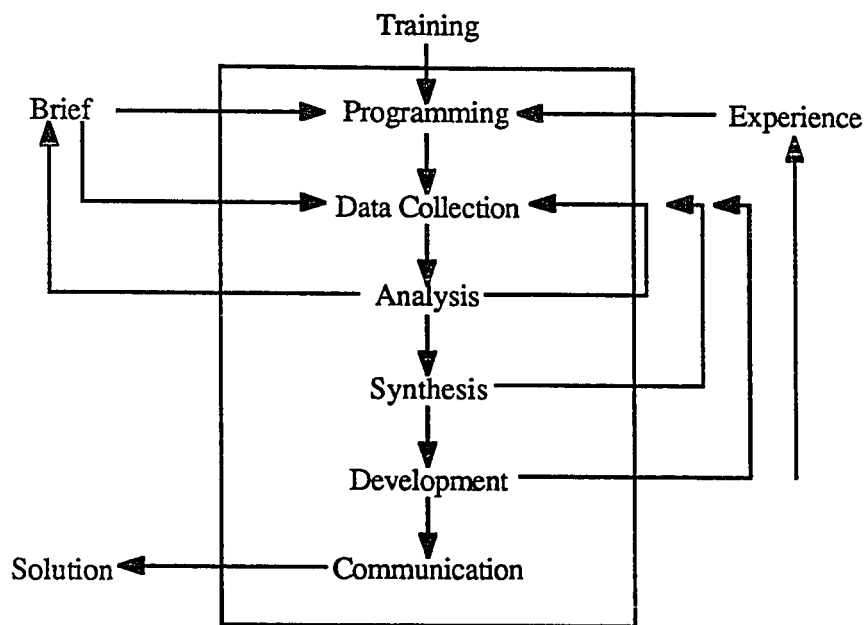 Training
Brief
Programming
Experience
Data Collection
Analysis
Synthesis
Development
Solution
Communication